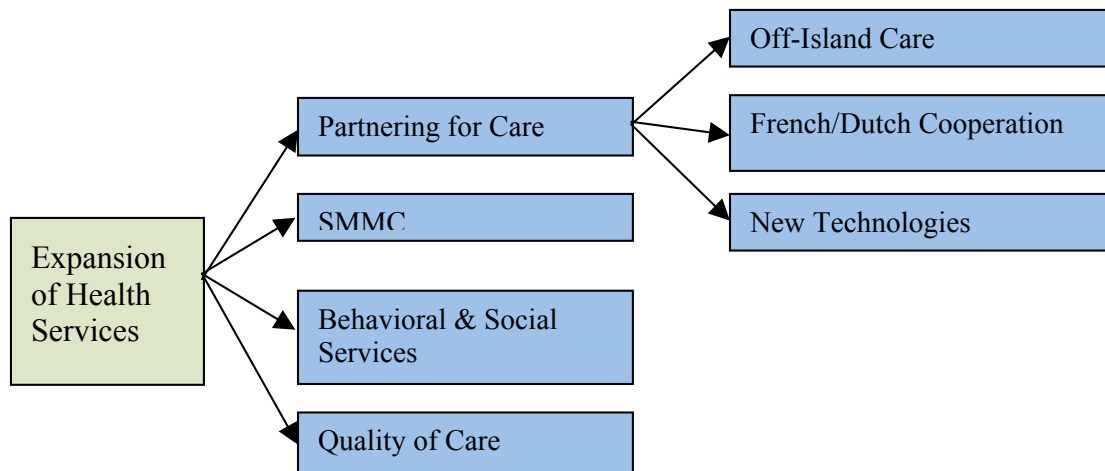 Off-Island Care
Partnering for Care
French/Dutch Cooperation
SMMC
New Technologies
Expansion
of Health
Services
Behavioral & Social
Services
Quality of Care